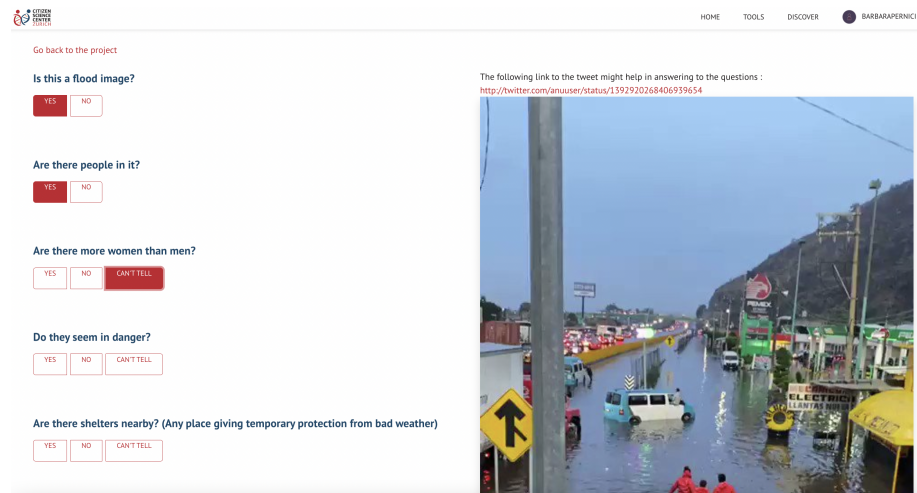 CITIZEN
SCIENCE
CENTER
ZURICH
HOME TOOLS DISCOVER BARBARAPERNICI
Go back to the project
Is this a flood image?
YES NO
Are there people in it?
YES NO
Are there more women than men?
YES NO CAN'T TELL
Do they seem in danger?
YES NO CAN'T TELL
Are there shelters nearby? (Any place giving temporary protection from bad weather)
YES NO CAN'T TELL
The following link to the tweet might help in answering to the questions :
http://twitter.com/anuuser/status/1392920268406939654
PEMEX
ELECTRIC
LLANTAS